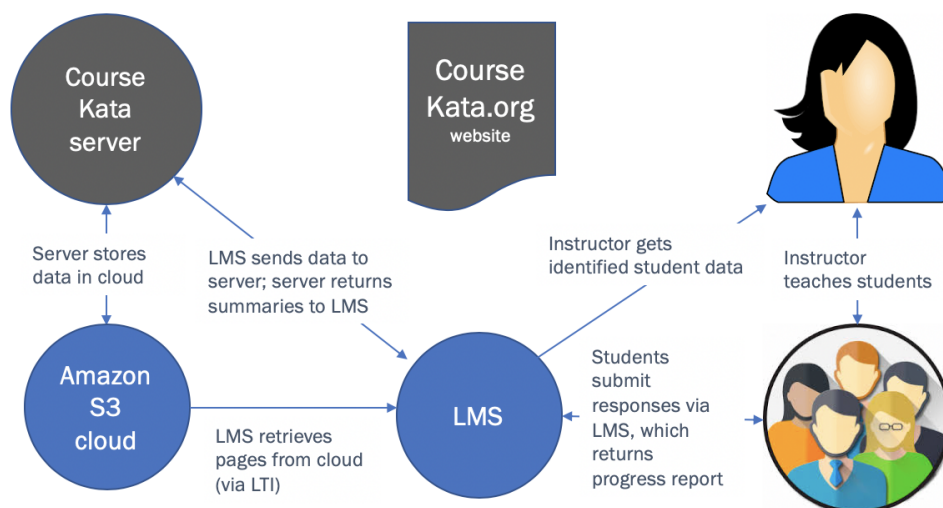 Course
Kata
server
Course
Kata.org
website
Server stores
data in cloud
LMS sends data to
server; server returns
summaries to LMS
Instructor gets
identified student data
Instructor
teaches students
Amazon
S3
cloud
LMS retrieves
pages from cloud
(via LTI)
LMS
Students
submit
responses via
LMS, which
returns
progress report